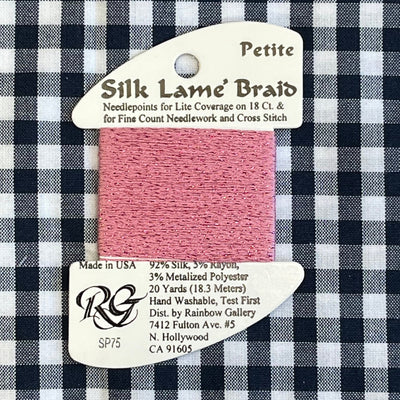 Petite
Silk Lame' Braid
Needlepoints for Lite Coverage on 18 Ct. &
for Fine Count Needlework and Cross Stitch
Made in USA
92% Silk, 5% Rayon,
3% Metalized Polyester
20 Yards (18.3 Meters)
Hand Washable, Test First
Dist. by Rainbow Gallery
7412 Fulton Ave. #5
N. Hollywood
CA 91605
RG
SP75